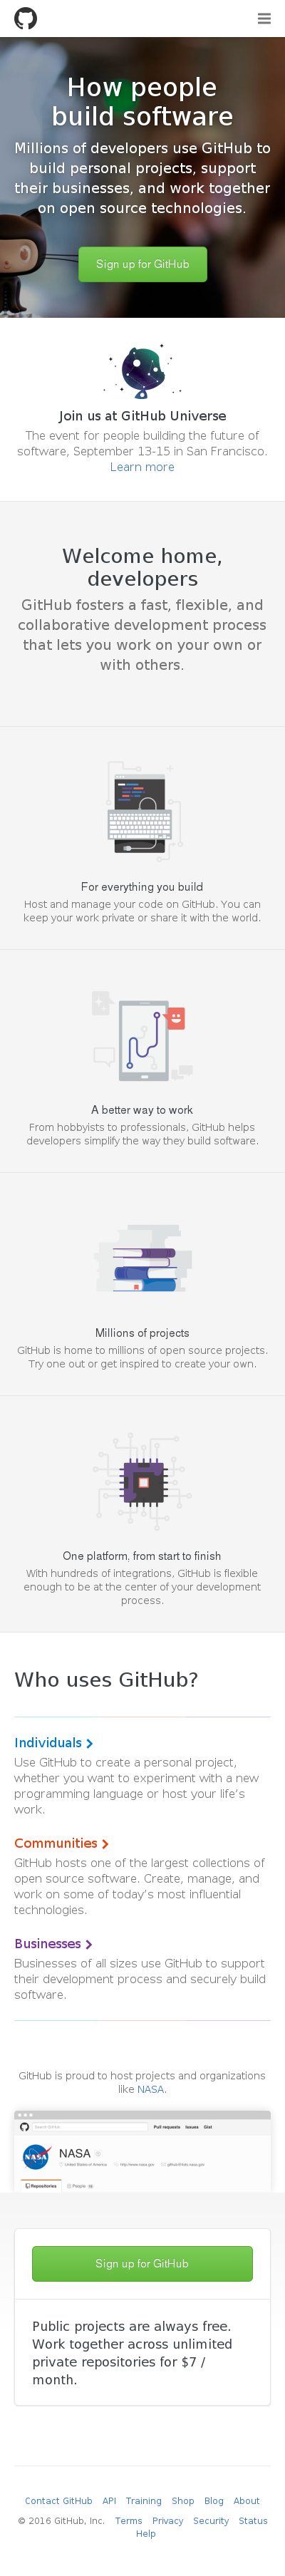 How people
build software
Millions of developers use GitHub to
build personal projects, support
their businesses, and work together
on open source technologies.
Sign up for GitHub
Join us at GitHub Universe
The event for people building the future of
software, September 13-15 in San Francisco.
Learn more
Welcome home,
developers
GitHub fosters a fast, flexible, and
collaborative development process
that lets you work on your own or
with others.
For everything you build
Host and manage your code on GitHub. You can
keep your work private or share it with the world.
A better way to work
From hobbyists to professionals, GitHub helps
developers simplify the way they build software.
Millions of projects
GitHub is home to millions of open source projects.
Try one out or get inspired to create your own.
One platform, from start to finish
With hundreds of integrations, GitHub is flexible
enough to be at the center of your development
process.
Who uses GitHub?
Individuals
Use GitHub to create a personal project,
whether you want to experiment with a new
programming language or host your life's
work.
Communities
GitHub hosts one of the largest collections of
open source software. Create, manage, and
work on some of today's most influential
technologies.
Businesses
Businesses of all sizes use GitHub to support
their development process and securely build
software.
GitHub is proud to host projects and organizations
like NASA.
Search GitHub Pull requests Issues Gist
NASA
NASA
United States of America http://www.nasa.gov
Repositories People
Sign up for GitHub
Public projects are always free.
Work together across unlimited
private repositories for $7 /
month.
Contact GitHub API Training Shop Blog About
© 2016 GitHub, Inc. Terms Privacy Security Status
Help